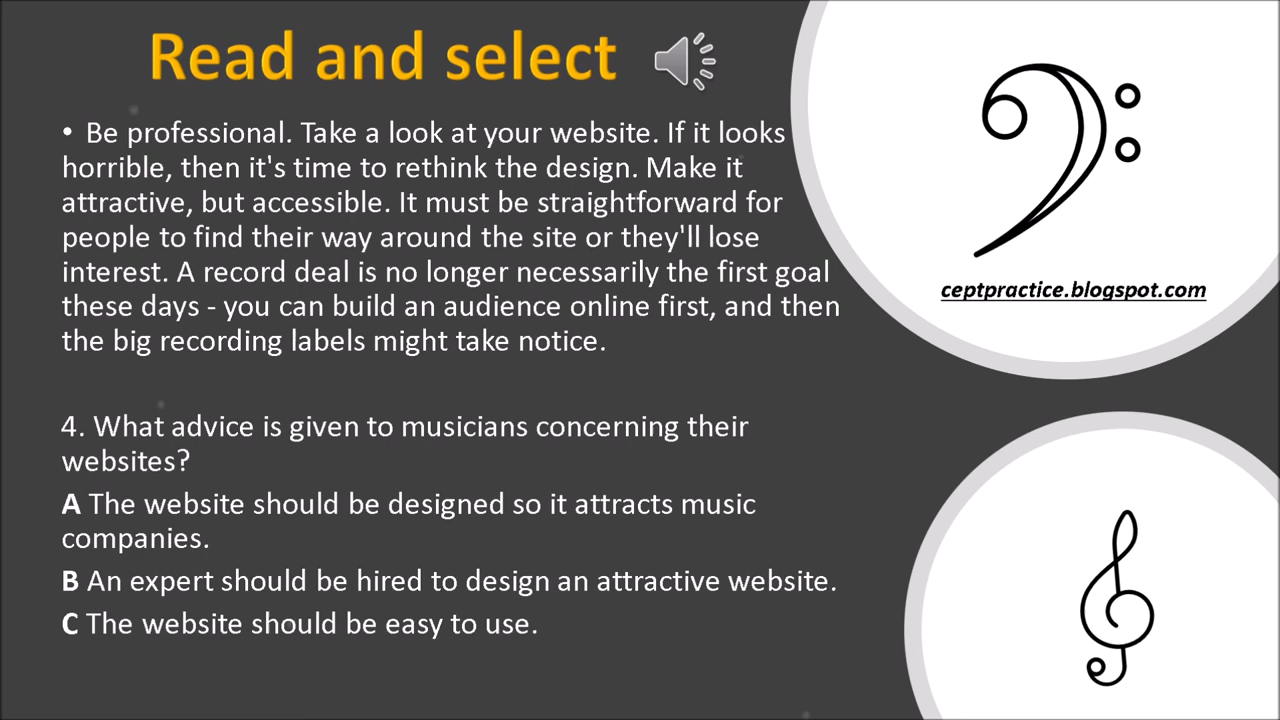 Read and select
• Be professional. Take a look at your website. If it looks
horrible, then it's time to rethink the design. Make it
attractive, but accessible. It must be straightforward for
people to find their way around the site or they'll lose
interest. A record deal is no longer necessarily the first goal
these days - you can build an audience online first, and then
the big recording labels might take notice.
4. What advice is given to musicians concerning their
websites?
A The website should be designed so it attracts music
companies.
B An expert should be hired to design an attractive website.
C The website should be easy to use.
ceptpractice.blogspot.com